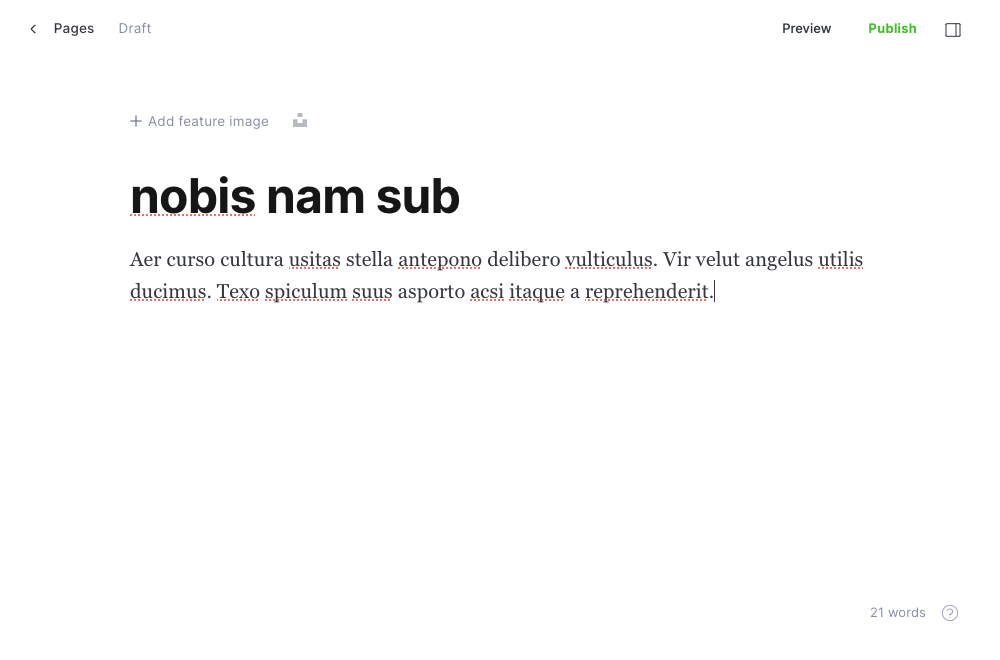 Pages Draft Preview Publish
Add feature image
nobis nam sub
Aer curso cultura usitas stella antepono delibero vulticulus. Vir velut angelus utilis
ducimus. Texo spiculum suus asporto acsi itaque a reprehenderit.
21 words